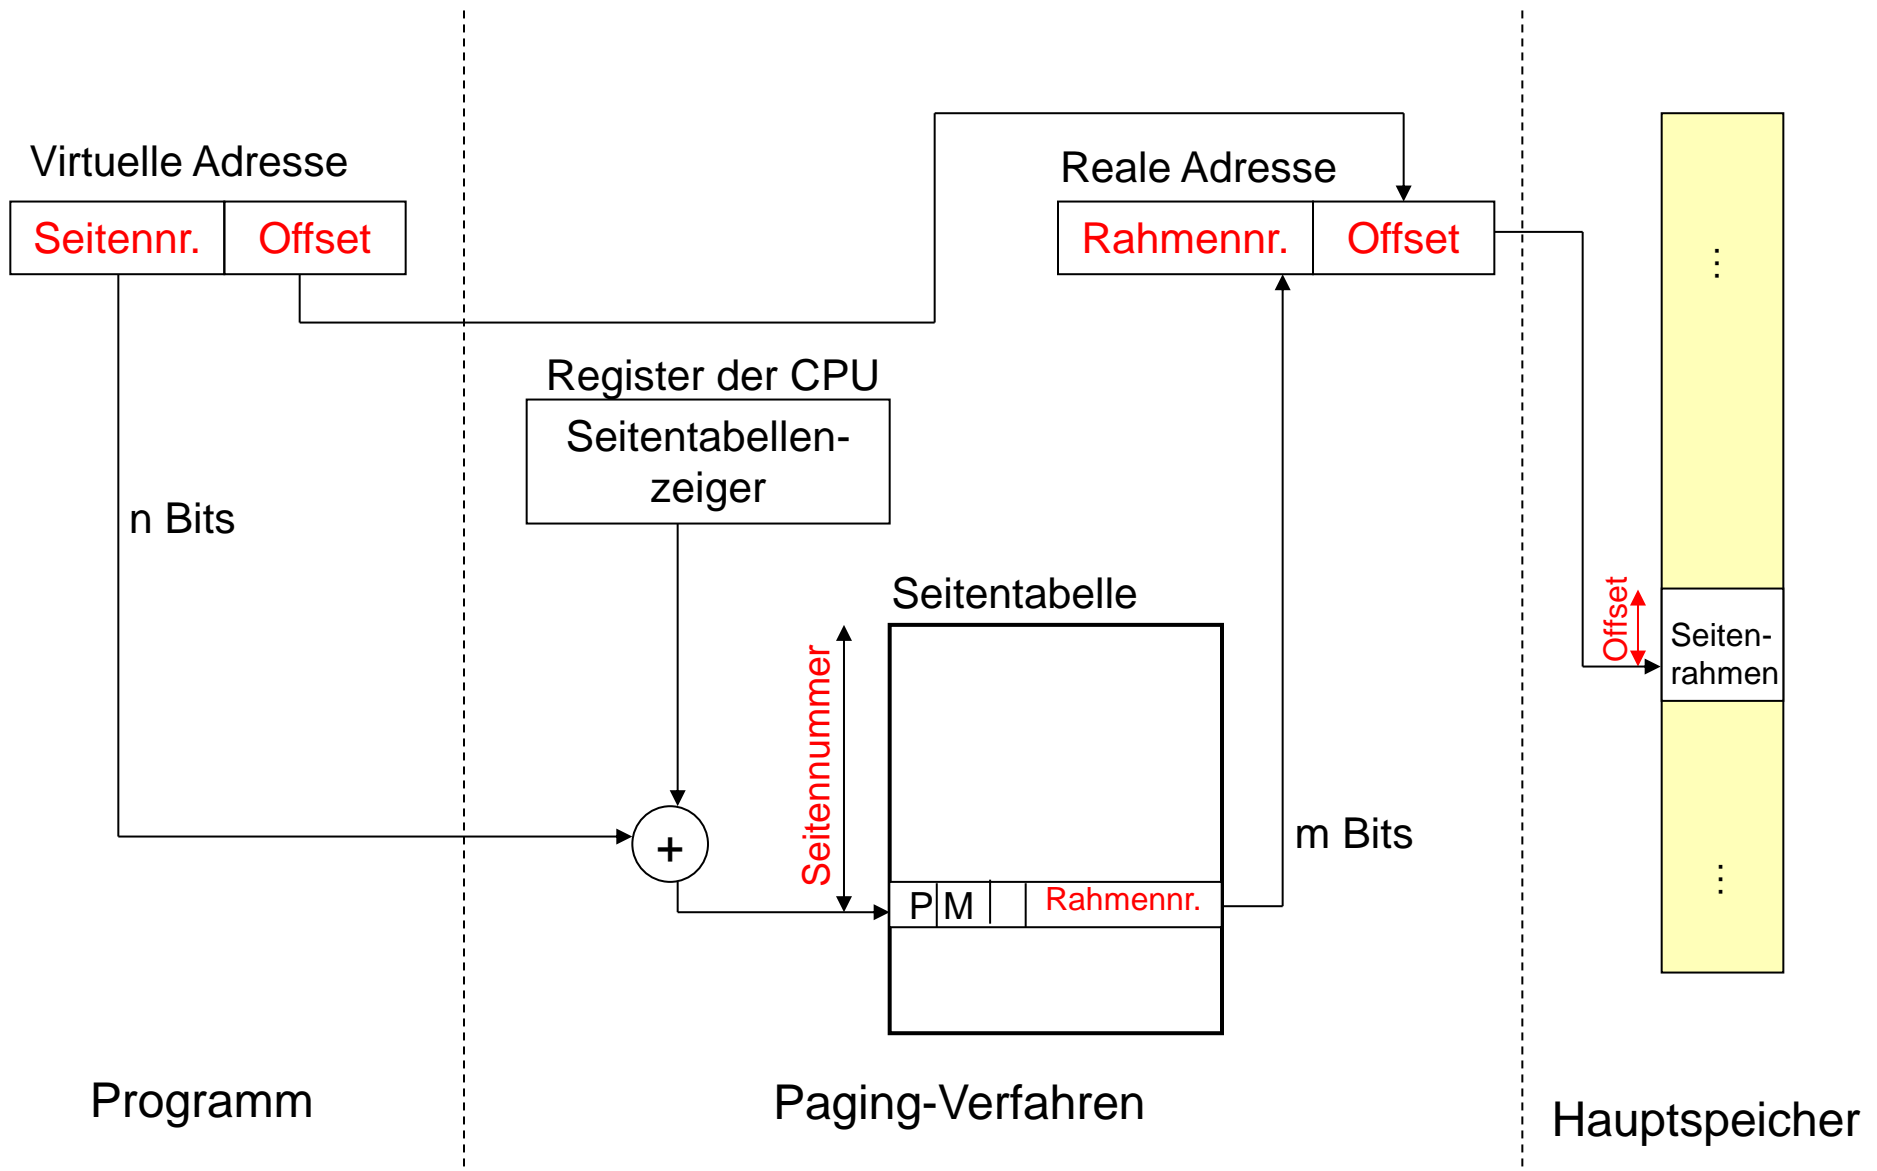 Virtuelle Adresse
Seitennr. Offset
n Bits
Programm
Register der CPU
Seitentabellen-
zeiger
+
Seitentabelle
Seitennummer
P M Rahmennr.
m Bits
Reale Adresse
Rahmennr. Offset
Paging-Verfahren
...
Offset
Seiten-
rahmen
...
Hauptspeicher